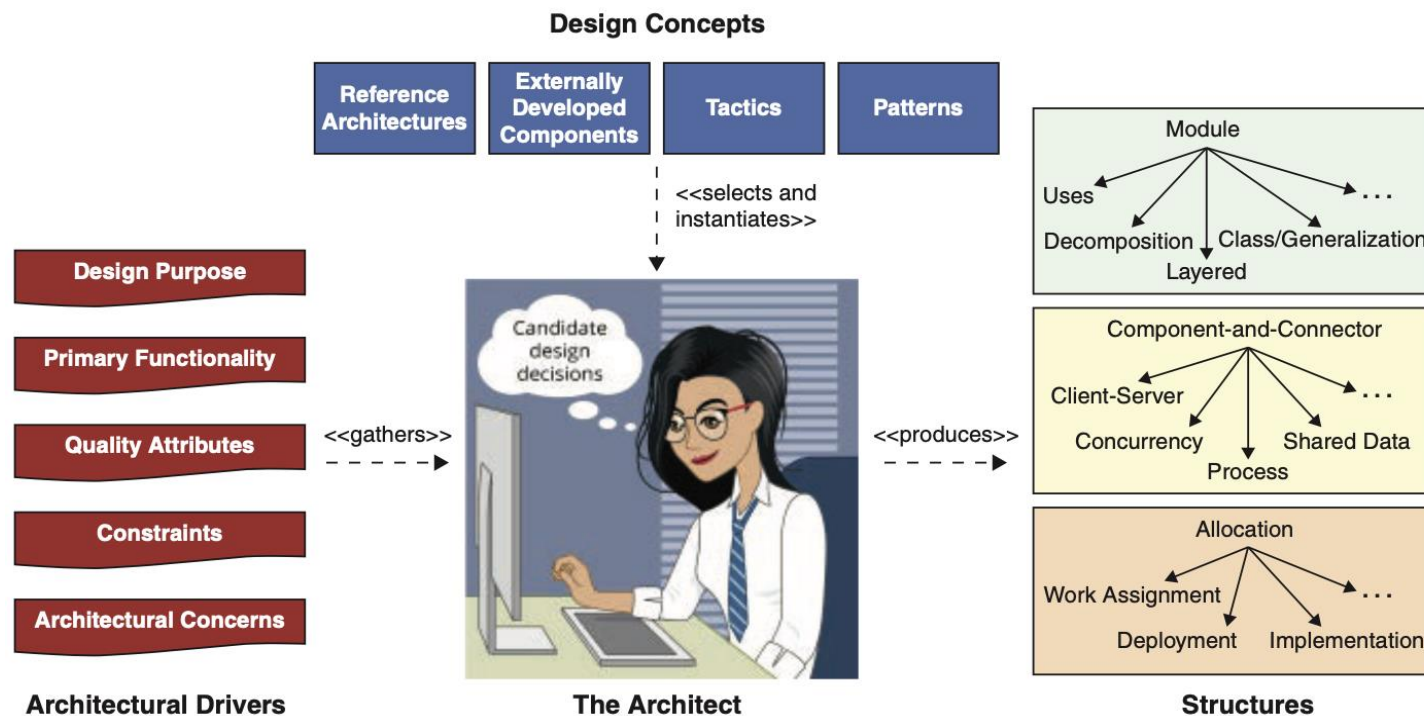 Design Concepts
Reference
Architectures
Externally
Developed
Components
Tactics
Patterns
<<selects and
instantiates>>
Design Purpose
Primary Functionality
Quality Attributes
Constraints
Architectural Concerns
Architectural Drivers
<<gathers>>
Candidate
design
decisions
The Architect
<<produces>>
Module
Uses
...
Decomposition
Class/Generalization
Layered
Component-and-Connector
Client-Server
...
Concurrency
Shared Data
Process
Allocation
Work Assignment
...
Deployment
Implementation
Structures